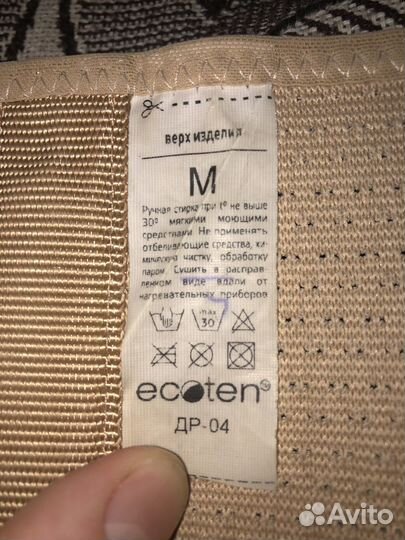 верх изделия
M
Ручная стирка при t° не выше
30° мягкими моющими
средствами. Не применять
отбеливающие средства, хи-
мическую чистку, обработку
паром. Сушить в расправ-
ленном виде вдали от
нагревательных приборов
max
30
ecoten
ДР-04
Avito